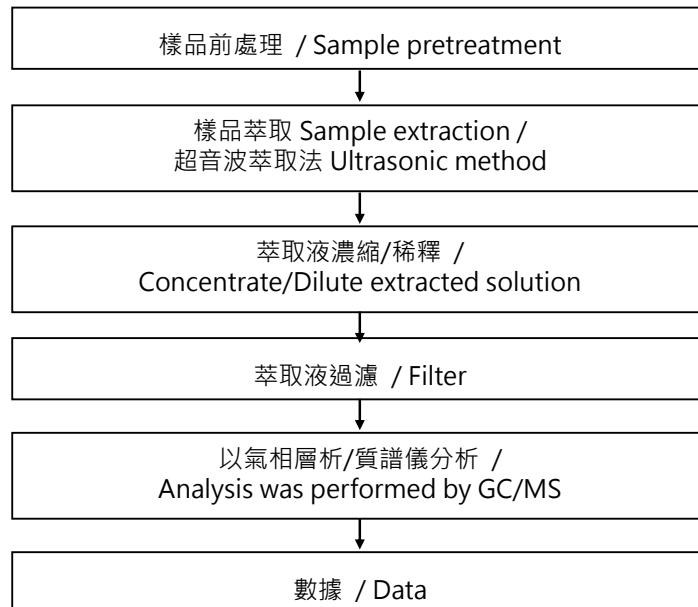 樣品前處理 / Sample pretreatment
樣品萃取 Sample extraction /
超音波萃取法 Ultrasonic method
萃取液濃縮/稀釋 /
Concentrate/Dilute extracted solution
萃取液過濾 / Filter
以氣相層析/質譜儀分析 /
Analysis was performed by GC/MS
數據 / Data